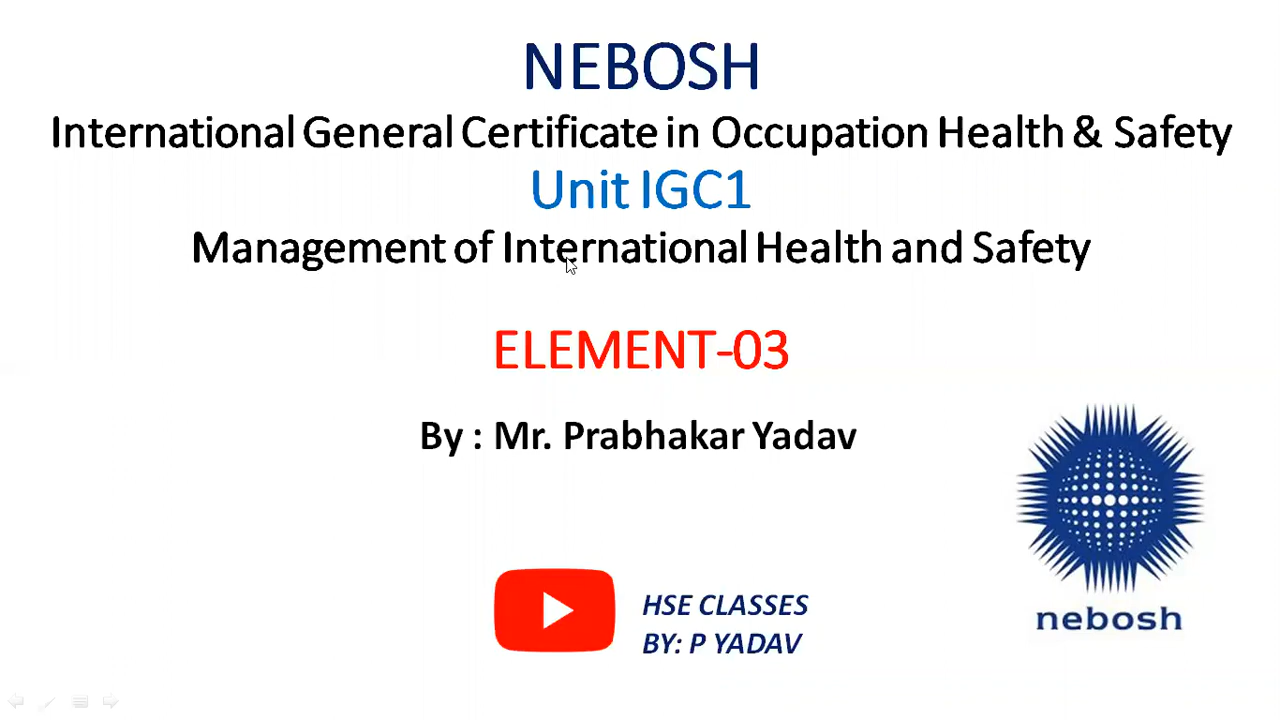 NEBOSH
International General Certificate in Occupation Health & Safety
Unit IGC1
Management of International Health and Safety
ELEMENT-03
By : Mr. Prabhakar Yadav
HSE CLASSES
BY: P YADAV
nebosh